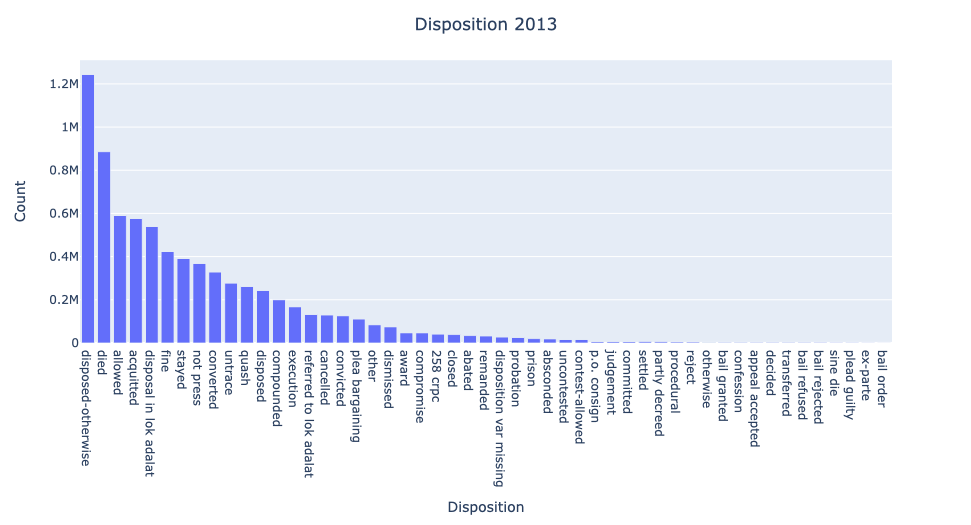 Disposition 2013
Count
1.2M
1M
0.8M
0.6M
0.4M
0.2M
0
disposed-otherwise
died
allowed
acquitted
disposal in lok adalat
fine
stayed
not press
converted
untrace
quash
disposed
compounded
execution
referred to lok adalat
cancelled
convicted
plea bargaining
other
dismissed
award
compromise
258 crpc
closed
abated
remanded
disposition var missing
probation
prison
absconded
uncontested
contest-allowed
p.o. consign
judgement
committed
settled
partly decreed
procedural
reject
otherwise
bail granted
confession
appeal accepted
decided
transferred
bail refused
bail rejected
sine die
plead guilty
ex-parte
bail order
Disposition